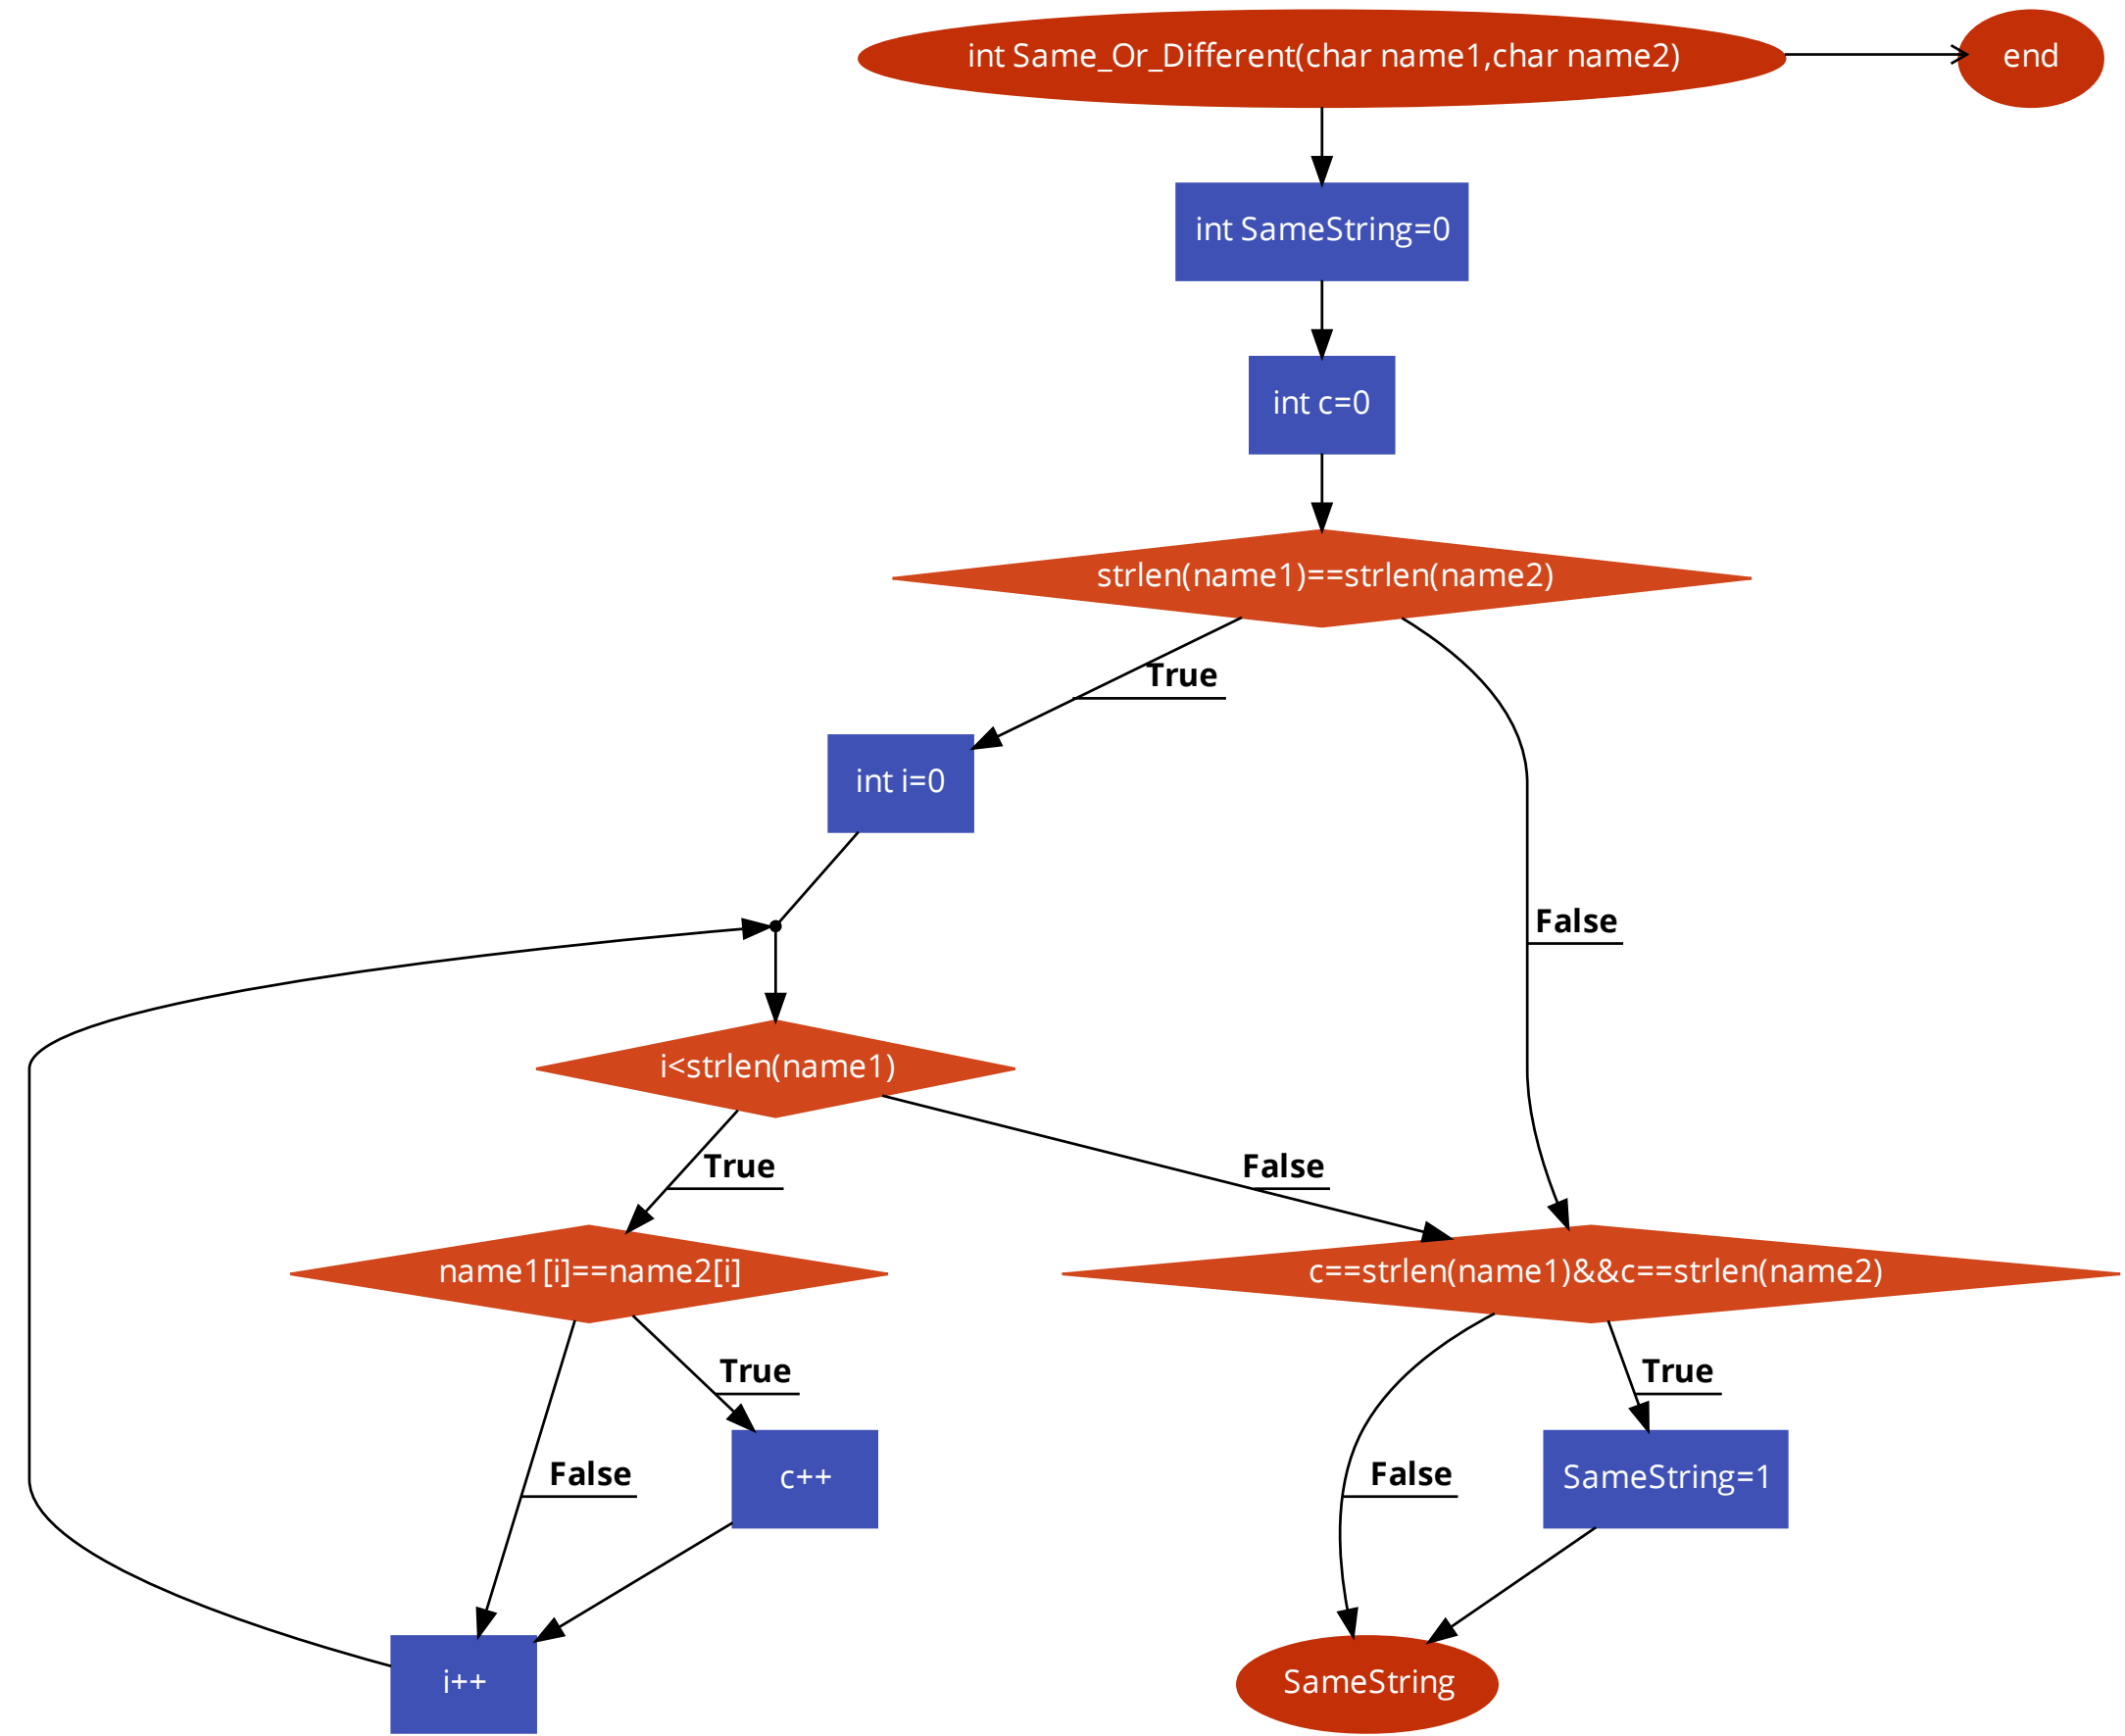 int Same_Or_Different(char name1,char name2)
end
int SameString=0
int c=0
strlen(name1)==strlen(name2)
True
int i=0
False
i<strlen(name1)
True
False
name1[i]==name2[i]
c==strlen(name1)&&c==strlen(name2)
True
True
False
c++
False
SameString=1
i++
SameString